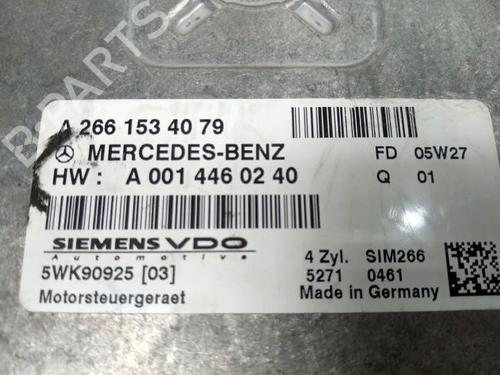 B-PARTS
A 266 153 40 79
MERCEDES-BENZ FD 05W27
HW : A 001 446 02 40 Q 01
SIEMENS VDO
Automotive
4 Zyl. SIM266
5WK90925 [03] 5271 0461
Motorsteuergeraet Made in Germany